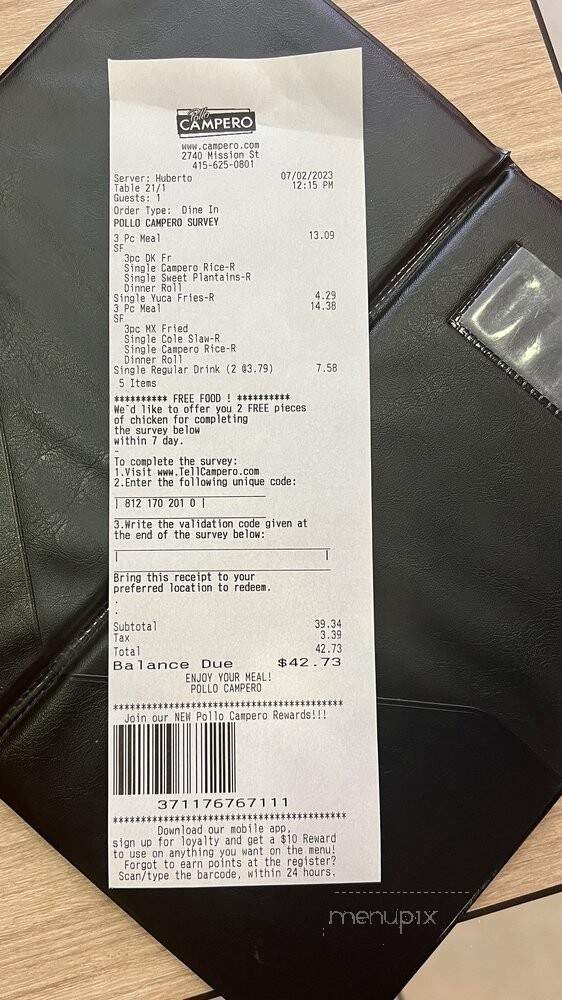 Pollo
CAMPERO
www.campero.com
2740 Mission St
415-625-0801
Server: Huberto 07/02/2023
Table 21/1 12:15 PM
Guests: 1
Order Type: Dine In
POLLO CAMPERO SURVEY
3 Pc Meal 13.09
SF
3pc DK Fr
Single Campero Rice-R
Single Sweet Plantains-R
Dinner Roll
Single Yuca Fries-R 4.29
3 Pc Meal 14.38
SF
3pc MX Fried
Single Cole Slaw-R
Single Campero Rice-R
Dinner Roll
Single Regular Drink (2 @3.79) 7.58
5 Items
********** FREE FOOD ! **********
We`d like to offer you 2 FREE pieces
of chicken for completing
the survey below
within 7 day.
-
To complete the survey:
1.Visit www.TellCampero.com
2.Enter the following unique code:
| 812 170 201 0 |
3.Write the validation code given at
the end of the survey below:
| |
Bring this receipt to your
preferred location to redeem.
.
.
Subtotal 39.34
Tax 3.39
Total 42.73
Balance Due $42.73
ENJOY YOUR MEAL!
POLLO CAMPERO
******************************************
Join our NEW Pollo Campero Rewards!!!
371176767111
******************************************
Download our mobile app,
sign up for loyalty and get a $10 Reward
to use on anything you want on the menu!
Forgot to earn points at the register?
Scan/type the barcode, within 24 hours.
menupix